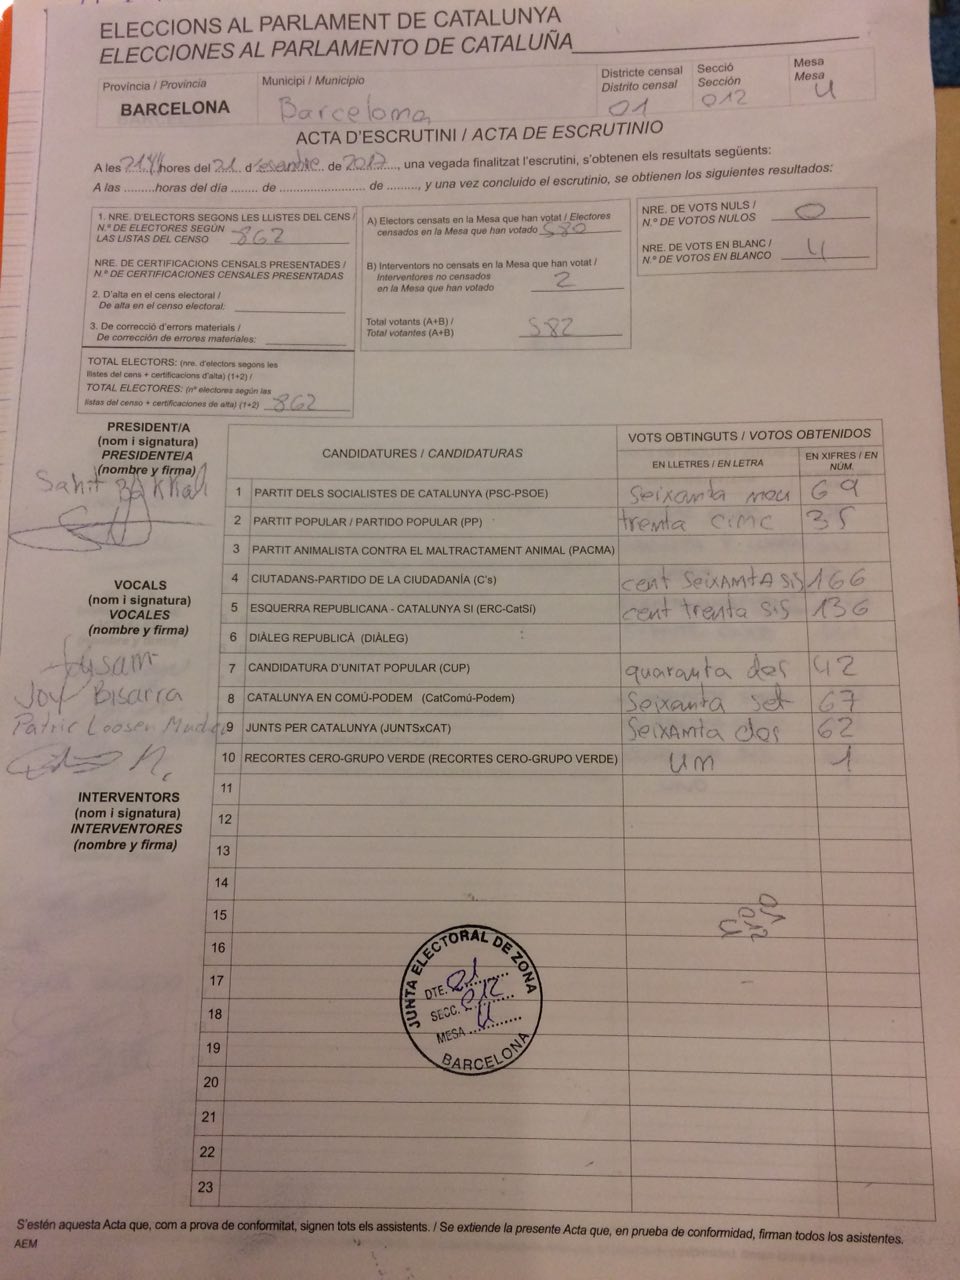 ELECCIONS AL PARLAMENT DE CATALUNYA
ELECCIONES AL PARLAMENTO DE CATALUÑA
Província / Provincia
BARCELONA
Municipi / Municipio
Barcelona
Districte censal
Distrito censal
01
Secció
Sección
012
Mesa
Mesa
U
ACTA D'ESCRUTINI / ACTA DE ESCRUTINIO
A les 21'44 hores del 21 d'desembre de 2017, una vegada finalitzat l'escrutini, s'obtenen els resultats següents:
A las .........horas del día ....... de ........................ de ........., y una vez concluido el escrutinio, se obtienen los siguientes resultados:
1. NRE. D'ELECTORS SEGONS LES LLISTES DEL CENS /
N.º DE ELECTORES SEGÚN
LAS LISTAS DEL CENSO 862
NRE. DE CERTIFICACIONS CENSALS PRESENTADES /
N.º DE CERTIFICACIONES CENSALES PRESENTADAS
2. D'alta en el cens electoral /
De alta en el censo electoral:
3. De correcció d'errors materials /
De corrección de errores materiales:
TOTAL ELECTORS: (nre. d'electors segons les
llistes del cens + certificacions d'alta) (1+2) /
TOTAL ELECTORES: (nº electores según las
listas del censo + certificaciones de alta) (1+2) 862
A) Electors censats en la Mesa que han votat / Electores
censados en la Mesa que han votado 580
B) Interventors no censats en la Mesa que han votat /
Interventores no censados
en la Mesa que han votado 2
Total votants (A+B) /
Total votantes (A+B) 582
NRE. DE VOTS NULS /
N.º DE VOTOS NULOS 0
NRE. DE VOTS EN BLANC /
N.º DE VOTOS EN BLANCO 4
PRESIDENT/A
(nom i signatura)
PRESIDENTE/A
(nombre y firma)
VOCALS
(nom i signatura)
VOCALES
(nombre y firma)
Joy Bisarra
INTERVENTORS
(nom i signatura)
INTERVENTORES
(nombre y firma)
CANDIDATURES / CANDIDATURAS
VOTS OBTINGUTS / VOTOS OBTENIDOS
EN LLETRES / EN LETRA
EN XIFRES / EN NÚM.
1 PARTIT DELS SOCIALISTES DE CATALUNYA (PSC-PSOE) Seixanta nou 69
2 PARTIT POPULAR / PARTIDO POPULAR (PP) trenta cinc 35
3 PARTIT ANIMALISTA CONTRA EL MALTRACTAMENT ANIMAL (PACMA)
4 CIUTADANS-PARTIDO DE LA CIUDADANÍA (C's) cent SeixAntA sis 166
5 ESQUERRA REPUBLICANA - CATALUNYA SI (ERC-CatSí) cent trenta sis 136
6 DIÀLEG REPUBLICÀ (DIÀLEG)
7 CANDIDATURA D'UNITAT POPULAR (CUP) quaranta dos 42
8 CATALUNYA EN COMÚ-PODEM (CatComú-Podem) Seixanta set 67
9 JUNTS PER CATALUNYA (JUNTSxCAT) SeixAnta dos 62
10 RECORTES CERO-GRUPO VERDE (RECORTES CERO-GRUPO VERDE) un 1
11
12
13
14
15
16
17
18
19
20
21
22
23
01
012
U
JUNTA ELECTORAL DE ZONA
DTE. 01
SECC. 012
MESA U
BARCELONA
S'estén aquesta Acta que, com a prova de conformitat, signen tots els assistents. / Se extiende la presente Acta que, en prueba de conformidad, firman todos los asistentes.
AEM